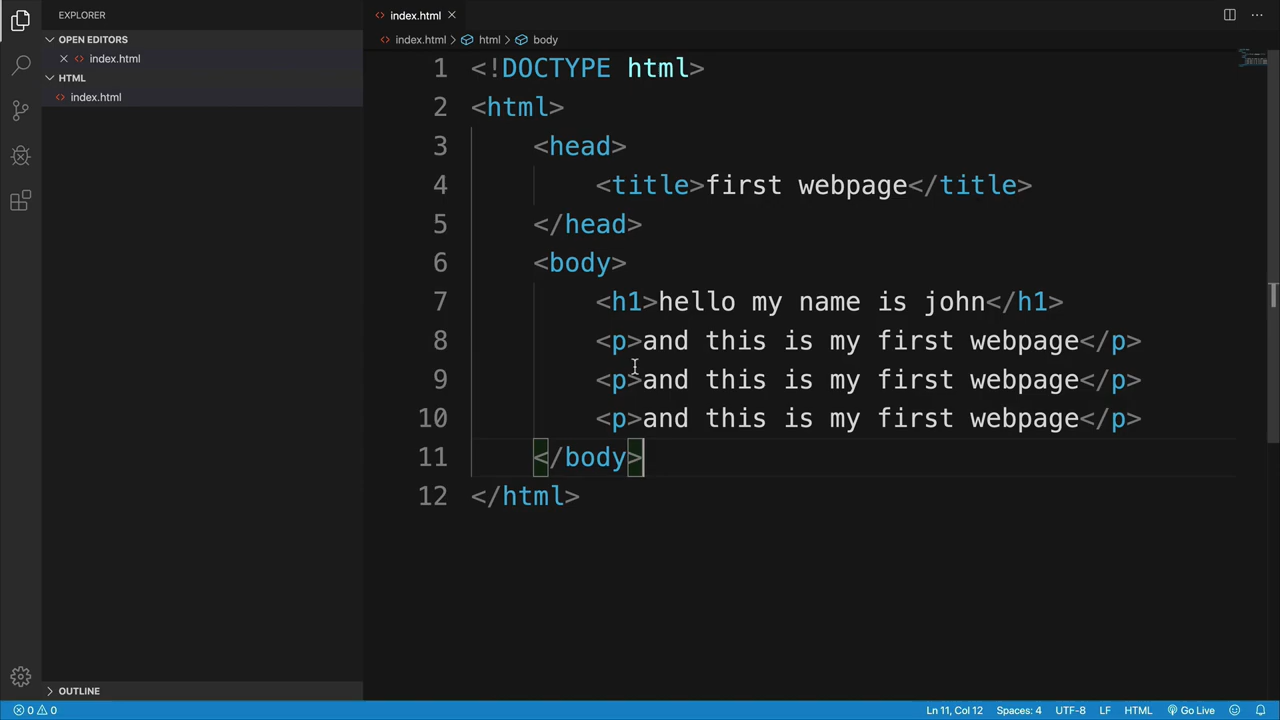 EXPLORER
OPEN EDITORS
index.html
HTML
index.html
OUTLINE
index.html
index.html > html > body
1 <!DOCTYPE html>
2 <html>
3 <head>
4 <title>first webpage</title>
5 </head>
6 <body>
7 <h1>hello my name is john</h1>
8 <p>and this is my first webpage</p>
9 <p>and this is my first webpage</p>
10 <p>and this is my first webpage</p>
11 </body>
12 </html>
0 0 Ln 11, Col 12 Spaces: 4 UTF-8 LF HTML Go Live